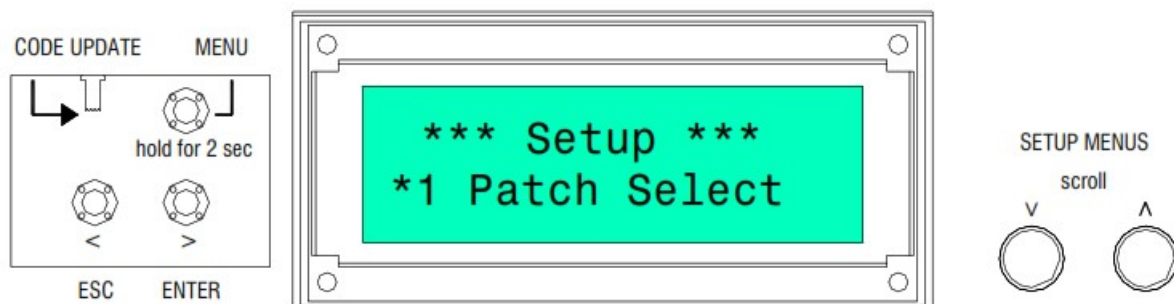 CODE UPDATE
MENU
hold for 2 sec
<
>
ESC
ENTER
*** Setup ***
*1 Patch Select
SETUP MENUS
scroll
∨
∧